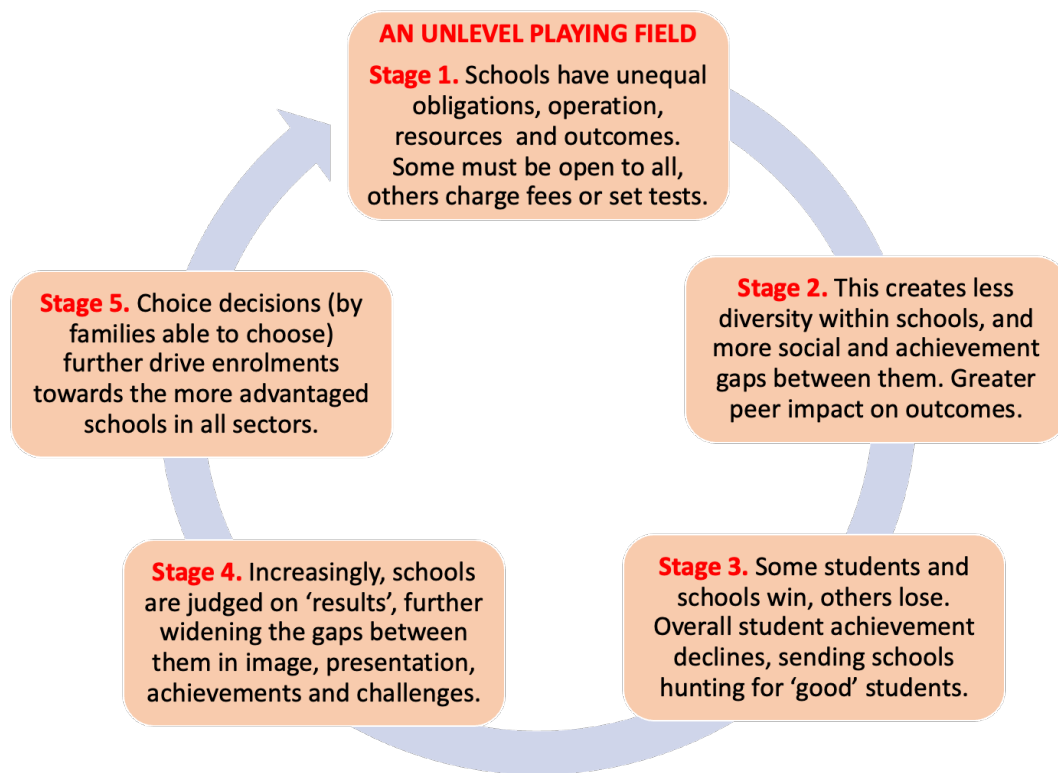 AN UNLEVEL PLAYING FIELD
Stage 1. Schools have unequal
obligations, operation,
resources and outcomes.
Some must be open to all,
others charge fees or set tests.
Stage 2. This creates less
diversity within schools, and
more social and achievement
gaps between them. Greater
peer impact on outcomes.
Stage 3. Some students and
schools win, others lose.
Overall student achievement
declines, sending schools
hunting for ‘good’ students.
Stage 4. Increasingly, schools
are judged on ‘results’, further
widening the gaps between
them in image, presentation,
achievements and challenges.
Stage 5. Choice decisions (by
families able to choose)
further drive enrolments
towards the more advantaged
schools in all sectors.